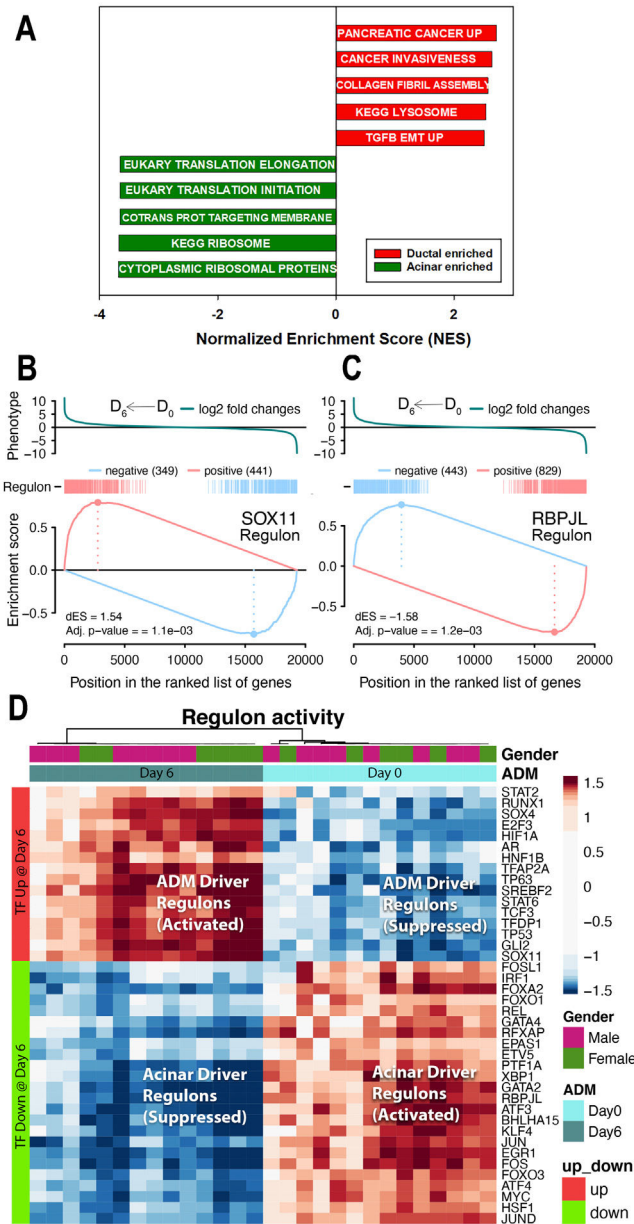 A
PANCREATIC CANCER UP
CANCER INVASIVENESS
COLLAGEN FIBRIL ASSEMBLY
KEGG LYSOSOME
TGFB EMT UP
EUKARY TRANSLATION ELONGATION
EUKARY TRANSLATION INITIATION
COTRANS PROT TARGETING MEMBRANE
KEGG RIBOSOME
CYTOPLASMIC RIBOSOMAL PROTEINS
Ductal enriched
Acinar enriched
-4 -2 0 2
Normalized Enrichment Score (NES)
B
Phenotype
10
5
0
−5
−10
D6 ← D0
log2 fold changes
negative (349) positive (441)
Regulon
SOX11
Regulon
Enrichment score
0.5
0.0
−0.5
dES = 1.54
Adj. p-value = = 1.1e−03
0 5000 10000 15000 20000
Position in the ranked list of genes
C
10
5
0
−5
−10
D6 ← D0
log2 fold changes
negative (443) positive (829)
RBPJL
Regulon
0.5
0.0
−0.5
dES = −1.58
Adj. p-value = = 1.2e−03
0 5000 10000 15000 20000
Position in the ranked list of genes
D
Regulon activity
Gender
Day 6 Day 0 ADM
TF Up @ Day 6
TF Down @ Day 6
ADM Driver
Regulons
(Activated)
ADM Driver
Regulons
(Suppressed)
Acinar Driver
Regulons
(Suppressed)
Acinar Driver
Regulons
(Activated)
STAT2
RUNX1
SOX4
E2F3
HIF1A
AR
HNF1B
TFAP2A
TP63
SREBF2
STAT6
TCF3
TFDP1
TP53
GLI2
SOX11
FOSL1
IRF1
FOXA2
FOXO1
REL
GATA4
RFXAP
EPAS1
ETV5
PTF1A
XBP1
GATA2
RBPJL
ATF3
BHLHA15
KLF4
JUN
EGR1
FOS
FOXO3
ATF4
MYC
HSF1
JUND
1.5
1
0.5
0
−0.5
−1
−1.5
Gender
Male
Female
ADM
Day0
Day6
up_down
up
down